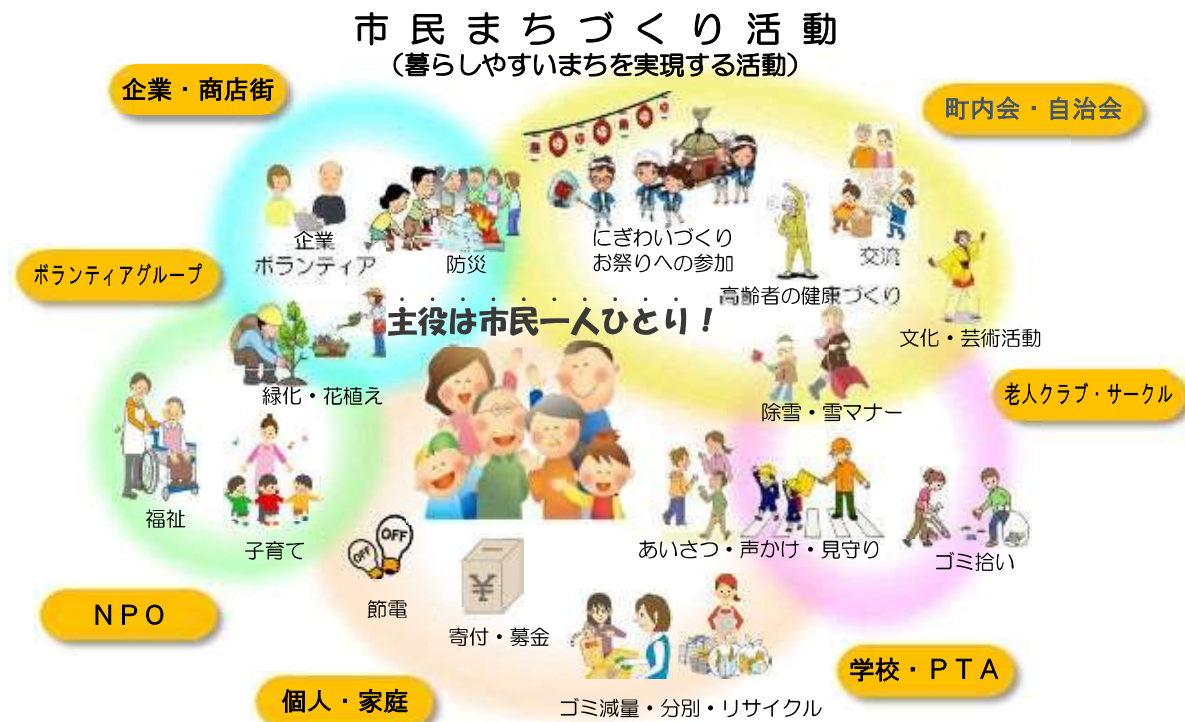 市民まちづくり活動
（暮らしやすいまちを実現する活動）
企業・商店街
町内会・自治会
企業
ボランティア
防災
にぎわいづくり
お祭りへの参加
交流
ボランティアグループ
高齢者の健康づくり
主役は市民一人ひとり！
文化・芸術活動
緑化・花植え
除雪・雪マナー
老人クラブ・サークル
福祉
子育て
OFF
OFF
あいさつ・声かけ・見守り
ゴミ拾い
節電
¥
寄付・募金
NPO
学校・PTA
個人・家庭
ゴミ減量・分別・リサイクル